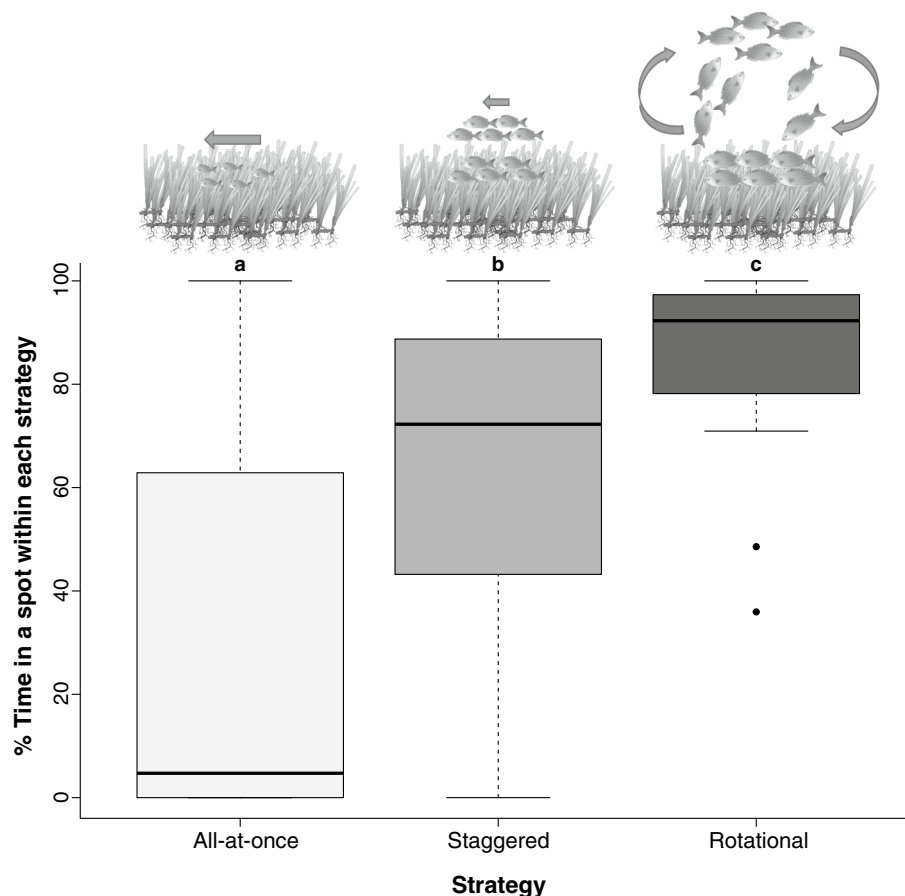 a
b
c
% Time in a spot within each strategy
100
80
60
40
20
0
All-at-once
Staggered
Rotational
Strategy